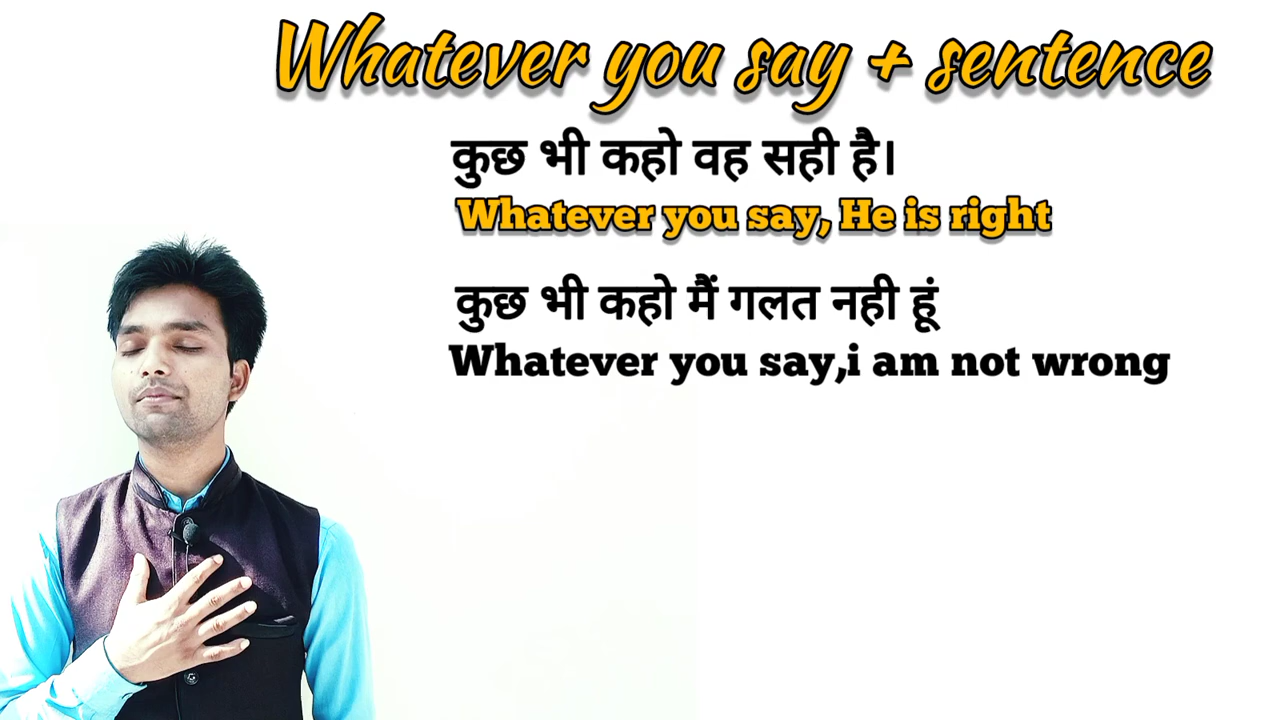 Whatever you say + sentence
कुछ भी कहो वह सही है।
Whatever you say, He is right
कुछ भी कहो मैं गलत नही हूं
Whatever you say,i am not wrong